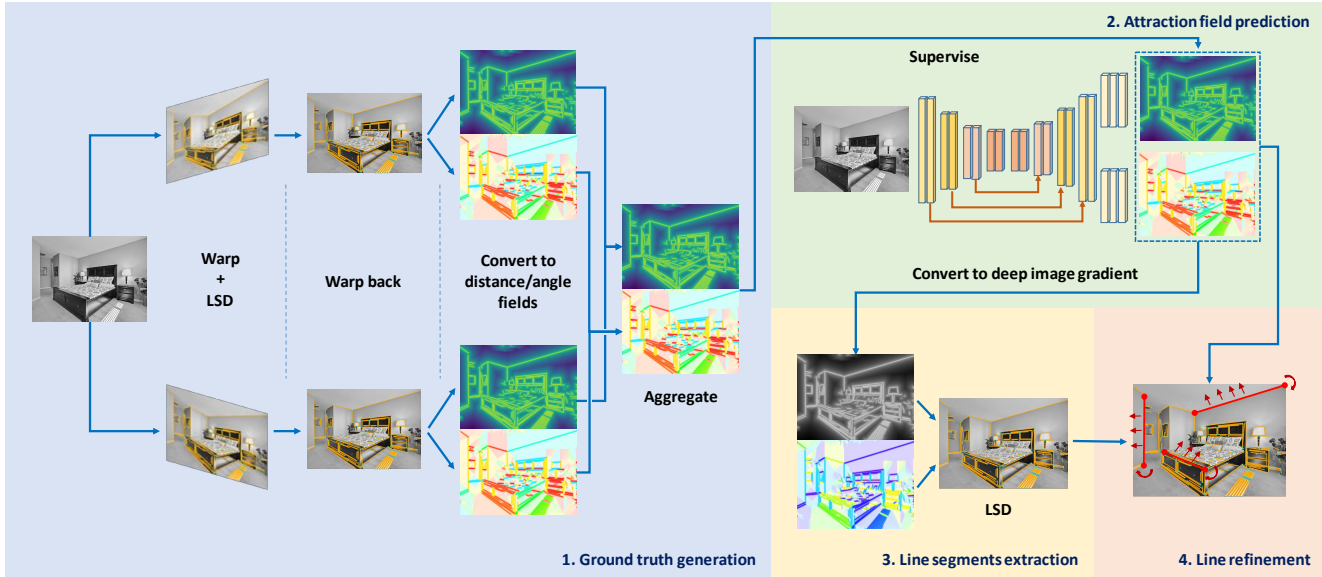 2. Attraction field prediction
Supervise
Warp
+
LSD
Warp back
Convert to
distance/angle
fields
Convert to deep image gradient
Aggregate
LSD
1. Ground truth generation
3. Line segments extraction
4. Line refinement